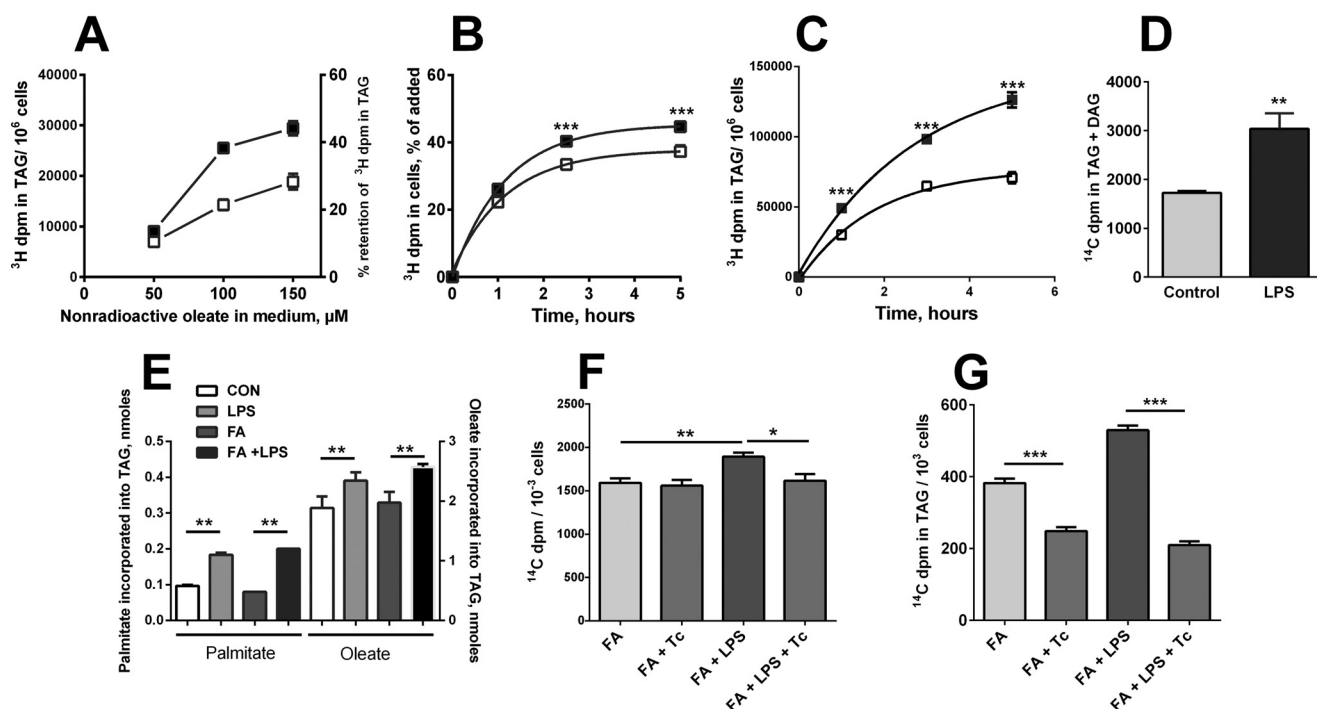 A
³H dpm in TAG/ 10⁶ cells
40000
30000
20000
10000
0
60
40
20
0
% retention of ³H dpm in TAG
0
50
100
150
Nonradioactive oleate in medium, µM
B
³H dpm in cells, % of added
60
40
20
0
***
***
0
1
2
3
4
5
Time, hours
C
³H dpm in TAG/ 10⁶ cells
150000
100000
50000
0
***
***
***
0
2
4
6
Time, hours
D
¹⁴C dpm in TAG + DAG
4000
3000
2000
1000
0
**
Control
LPS
E
CON
LPS
FA
FA +LPS
Palmitate incorporated into TAG, nmoles
0.5
0.4
0.3
0.2
0.1
0.0
**
**
**
**
3
2
1
0
Oleate incorporated into TAG, nmoles
Palmitate
Oleate
F
¹⁴C dpm / 10⁻³ cells
2500
2000
1500
1000
500
0
**
*
FA
FA + Tc
FA + LPS
FA + LPS + Tc
G
¹⁴C dpm in TAG / 10³ cells
600
400
200
0
***
***
FA
FA + Tc
FA + LPS
FA + LPS + Tc